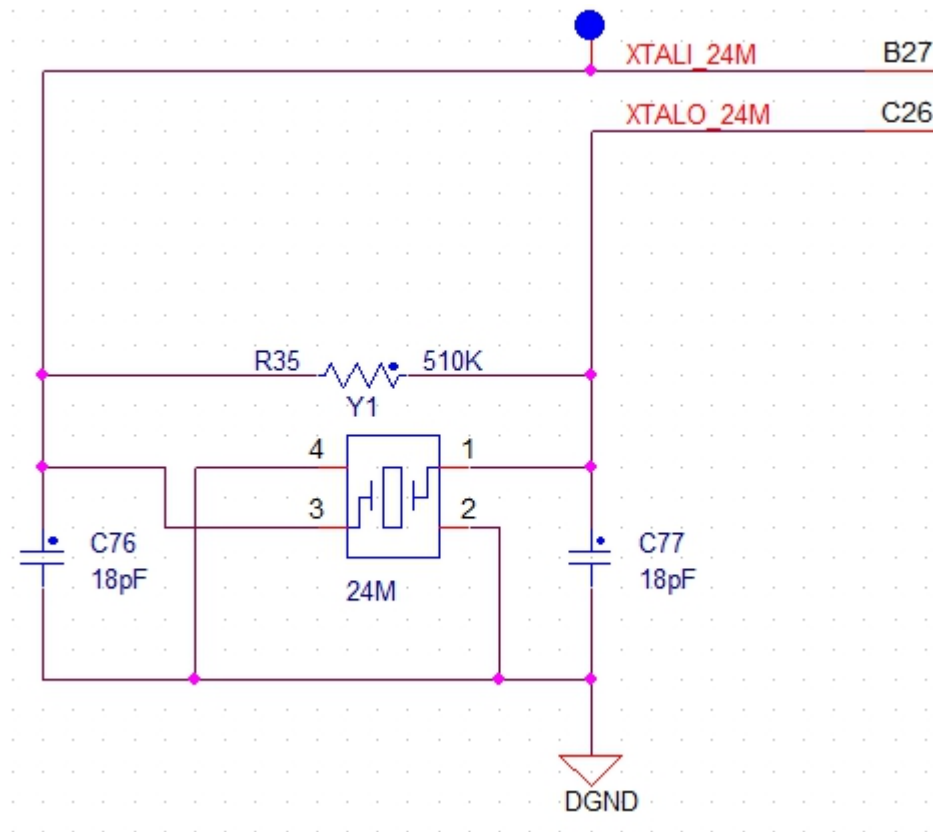 XTALI_24M B27
XTALO_24M C26
R35 510K
Y1
4 1
3 2
C76 C77
18pF 18pF
24M
DGND